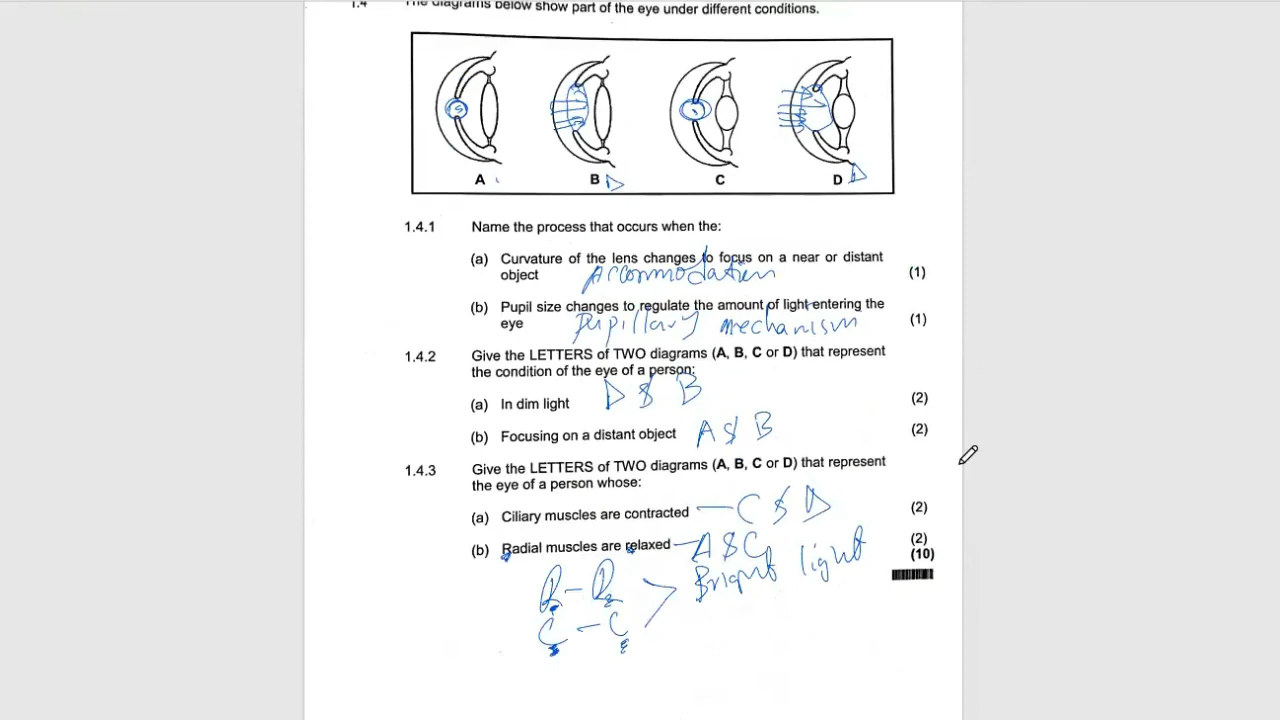 1.4 The diagrams below show part of the eye under different conditions.
A B D C D D
1.4.1 Name the process that occurs when the:
(a) Curvature of the lens changes to focus on a near or distant
object Accommodation (1)
(b) Pupil size changes to regulate the amount of light entering the
eye Pupillary mechanism (1)
1.4.2 Give the LETTERS of TWO diagrams (A, B, C or D) that represent
the condition of the eye of a person:
(a) In dim light D & B (2)
(b) Focusing on a distant object A & B (2)
1.4.3 Give the LETTERS of TWO diagrams (A, B, C or D) that represent
the eye of a person whose:
(a) Ciliary muscles are contracted — C & D (2)
(b) Radial muscles are relaxed — A & C (2)
(10)
Bright light
R – R
C – C